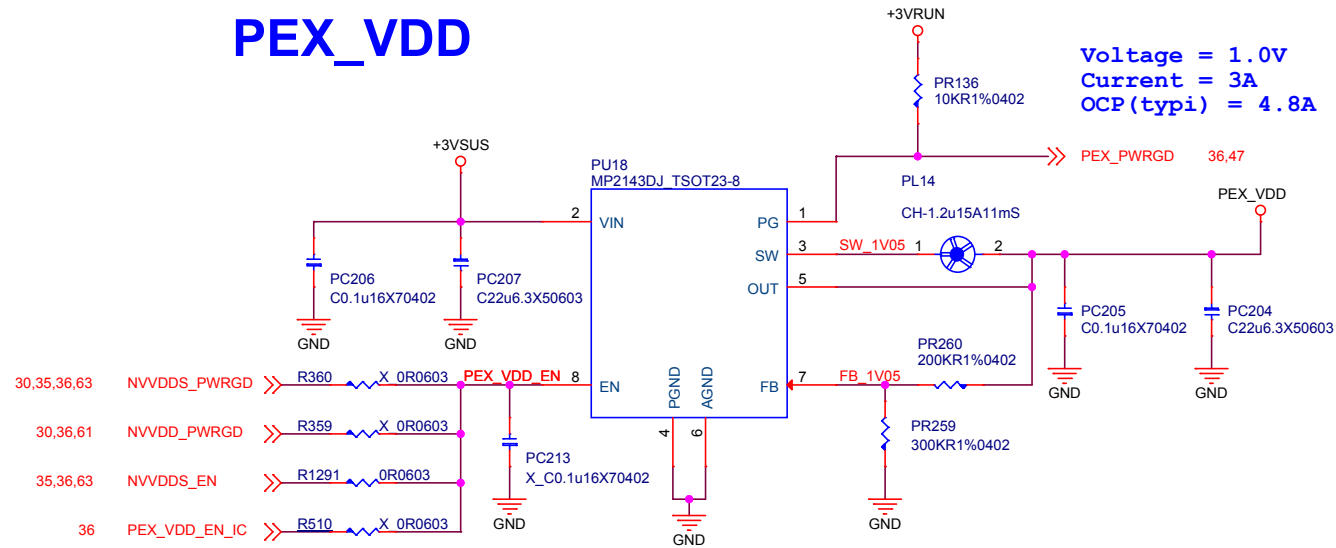 PEX_VDD
+3VRUN
Voltage = 1.0V
Current = 3A
OCP(typi) = 4.8A
PR136
10KR1%0402
+3VSUS
PU18
MP2143DJ_TSOT23-8
PEX_PWRGD 36,47
PL14
CH-1.2u15A11mS
PEX_VDD
2 VIN
PG 1
SW 3 SW_1V05 1 2
OUT 5
PC206
C0.1u16X70402
PC207
C22u6.3X50603
GND
GND
PC205
C0.1u16X70402
PC204
C22u6.3X50603
GND
GND
PR260
200KR1%0402
30,35,36,63 NVVDDS_PWRGD R360 X_0R0603 PEX_VDD_EN 8 EN
FB 7 FB_1V05
PGND
AGND
4
6
30,36,61 NVVDD_PWRGD R359 X_0R0603
PR259
300KR1%0402
PC213
X_C0.1u16X70402
35,36,63 NVVDDS_EN R1291 0R0603
GND
GND
GND
36 PEX_VDD_EN_IC R510 X_0R0603